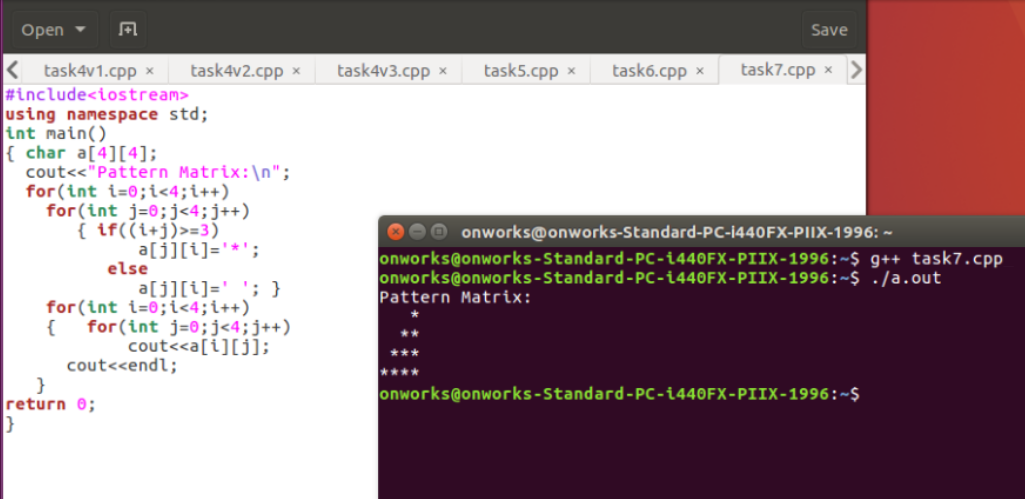 Open Save
task4v1.cpp × task4v2.cpp × task4v3.cpp × task5.cpp × task6.cpp × task7.cpp ×
#include<iostream>
using namespace std;
int main()
{ char a[4][4];
  cout<<"Pattern Matrix:\n";
  for(int i=0;i<4;i++)
    for(int j=0;j<4;j++)
       { if((i+j)>=3)
             a[j][i]='*';
          else
             a[j][i]=' '; }
    for(int i=0;i<4;i++)
    {   for(int j=0;j<4;j++)
            cout<<a[i][j];
      cout<<endl;
   }
return 0;
}
onworks@onworks-Standard-PC-i440FX-PIIX-1996: ~
onworks@onworks-Standard-PC-i440FX-PIIX-1996:~$ g++ task7.cpp
onworks@onworks-Standard-PC-i440FX-PIIX-1996:~$ ./a.out
Pattern Matrix:
   *
  **
 ***
****
onworks@onworks-Standard-PC-i440FX-PIIX-1996:~$